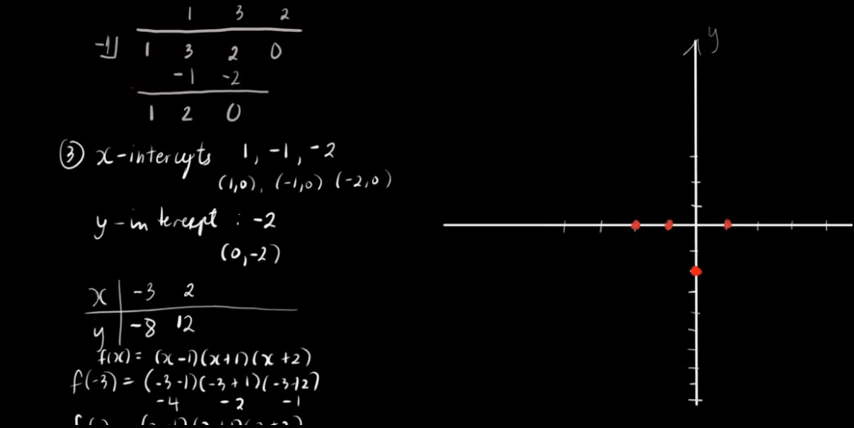 1 3 2
-1⌋ 1 3 2 0
-1 -2
1 2 0
③ x-intercepts 1, -1, -2
(1,0), (-1,0) (-2,0)
y-intercept : -2
(0,-2)
x | -3 2
y | -8 12
f(x) = (x-1)(x+1)(x+2)
f(-3) = (-3-1)(-3+1)(-3+2)
-4 -2 -1
y